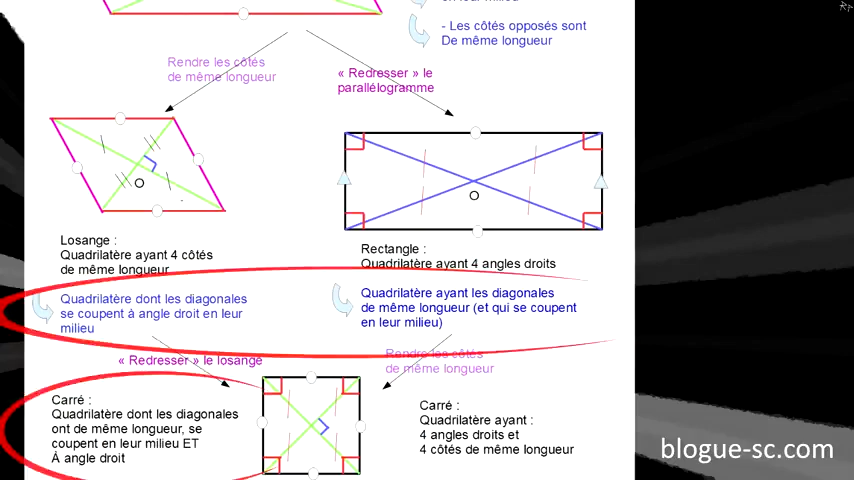 en leur milieu
- Les côtés opposés sont
De même longueur
Rendre les côtés
de même longueur
« Redresser » le
parallélogramme
O
O
Losange :
Quadrilatère ayant 4 côtés
de même longueur
Rectangle :
Quadrilatère ayant 4 angles droits
Quadrilatère dont les diagonales
se coupent à angle droit en leur
milieu
Quadrilatère ayant les diagonales
de même longueur (et qui se coupent
en leur milieu)
« Redresser » le losange
Rendre les côtés
de même longueur
Carré :
Quadrilatère dont les diagonales
ont de même longueur, se
coupent en leur milieu ET
À angle droit
Carré :
Quadrilatère ayant :
4 angles droits et
4 côtés de même longueur
blogue-sc.com